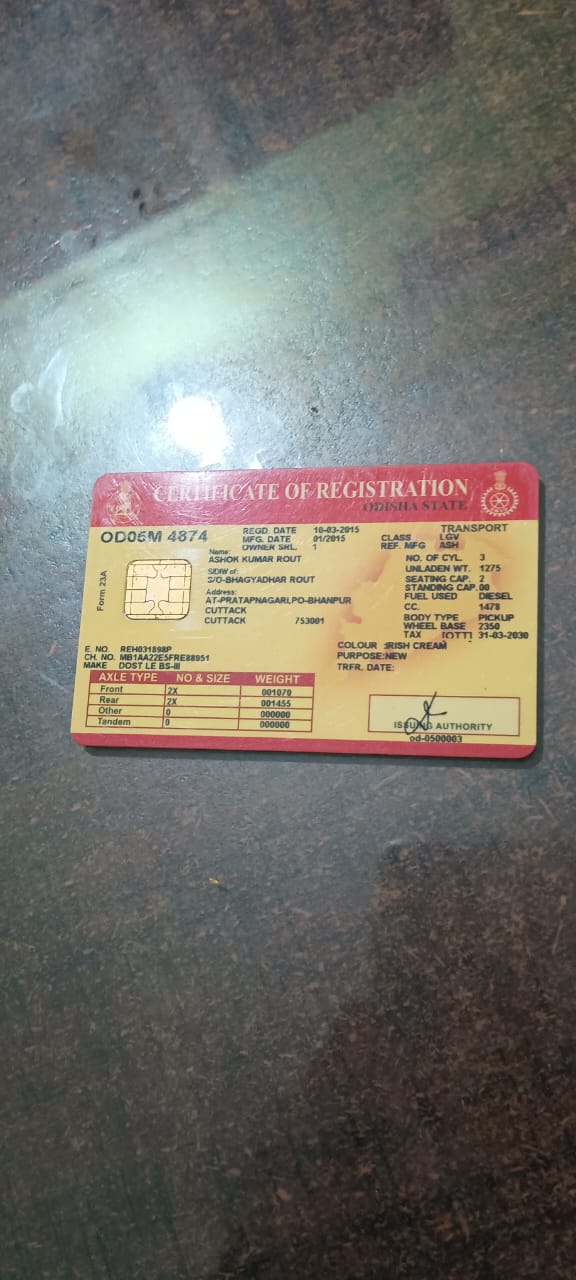 CERTIFICATE OF REGISTRATION
ODISHA STATE
OD05M 4874
REGD. DATE 10-03-2015
MFG. DATE 01/2015
OWNER SRL. 1
TRANSPORT
CLASS LGV
REF. MFG ASH
Form 23A
Name:
ASHOK KUMAR ROUT
S/D/W of:
S/O-BHAGYADHAR ROUT
Address:
AT-PRATAPNAGARI,PO-BHANPUR
CUTTACK
CUTTACK 753001
NO. OF CYL. 3
UNLADEN WT. 1275
SEATING CAP. 2
STANDING CAP. 00
FUEL USED DIESEL
CC. 1478
BODY TYPE PICKUP
WHEEL BASE 2350
TAX [OTT] 31-03-2030
E. NO. REH031898P
CH. NO. MB1AA22E5FRE88951
MAKE DOST LE BS-III
COLOUR :IRISH CREAM
PURPOSE:NEW
TRFR. DATE:
AXLE TYPE NO & SIZE WEIGHT
Front 2X 001070
Rear 2X 001455
Other 0 000000
Tandem 0 000000
ISSUING AUTHORITY
od-0500003